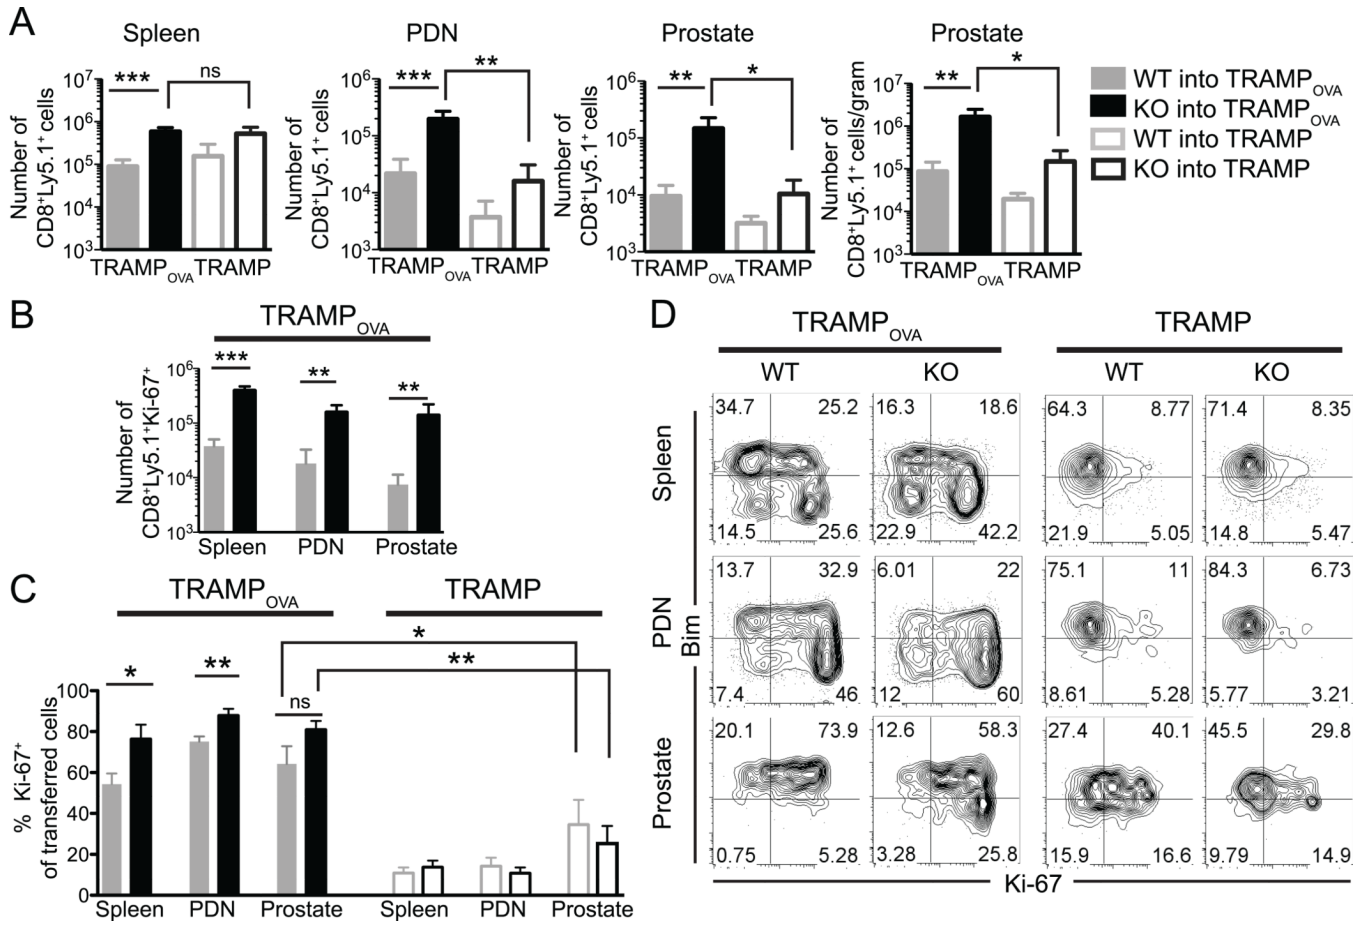 A
Spleen
Number of
CD8⁺Ly5.1⁺ cells
10⁷
10⁶
10⁵
10⁴
10³
***
ns
TRAMP_OVA TRAMP
PDN
Number of
CD8⁺Ly5.1⁺ cells
10⁶
10⁵
10⁴
10³
***
**
TRAMP_OVA TRAMP
Prostate
Number of
CD8⁺Ly5.1⁺ cells
10⁶
10⁵
10⁴
10³
**
*
TRAMP_OVA TRAMP
Prostate
Number of
CD8⁺Ly5.1⁺ cells/gram
10⁷
10⁶
10⁵
10⁴
10³
**
*
TRAMP_OVA TRAMP
WT into TRAMP_OVA
KO into TRAMP_OVA
WT into TRAMP
KO into TRAMP
B
TRAMP_OVA
Number of
CD8⁺Ly5.1⁺Ki-67⁺
10⁶
10⁵
10⁴
10³
***
**
**
Spleen PDN Prostate
C
TRAMP_OVA TRAMP
% Ki-67⁺
of transferred cells
100
80
60
40
20
0
*
**
ns
*
**
Spleen PDN Prostate Spleen PDN Prostate
D
TRAMP_OVA TRAMP
WT KO WT KO
Spleen
34.7 25.2 16.3 18.6 64.3 8.77 71.4 8.35
14.5 25.6 22.9 42.2 21.9 5.05 14.8 5.47
PDN
Bim
13.7 32.9 6.01 22 75.1 11 84.3 6.73
7.4 46 12 60 8.61 5.28 5.77 3.21
Prostate
20.1 73.9 12.6 58.3 27.4 40.1 45.5 29.8
0.75 5.28 3.28 25.8 15.9 16.6 9.79 14.9
Ki-67